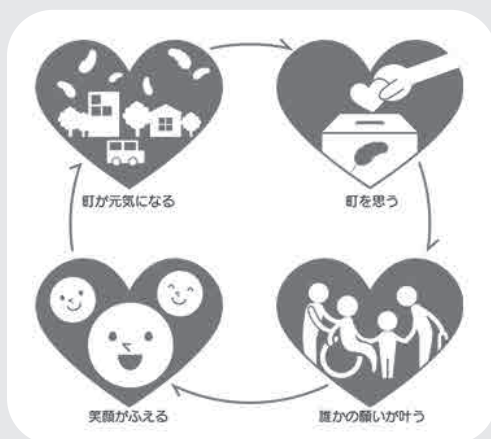 町が元気になる
町を思う
笑顔がふえる
誰かの願いが叶う